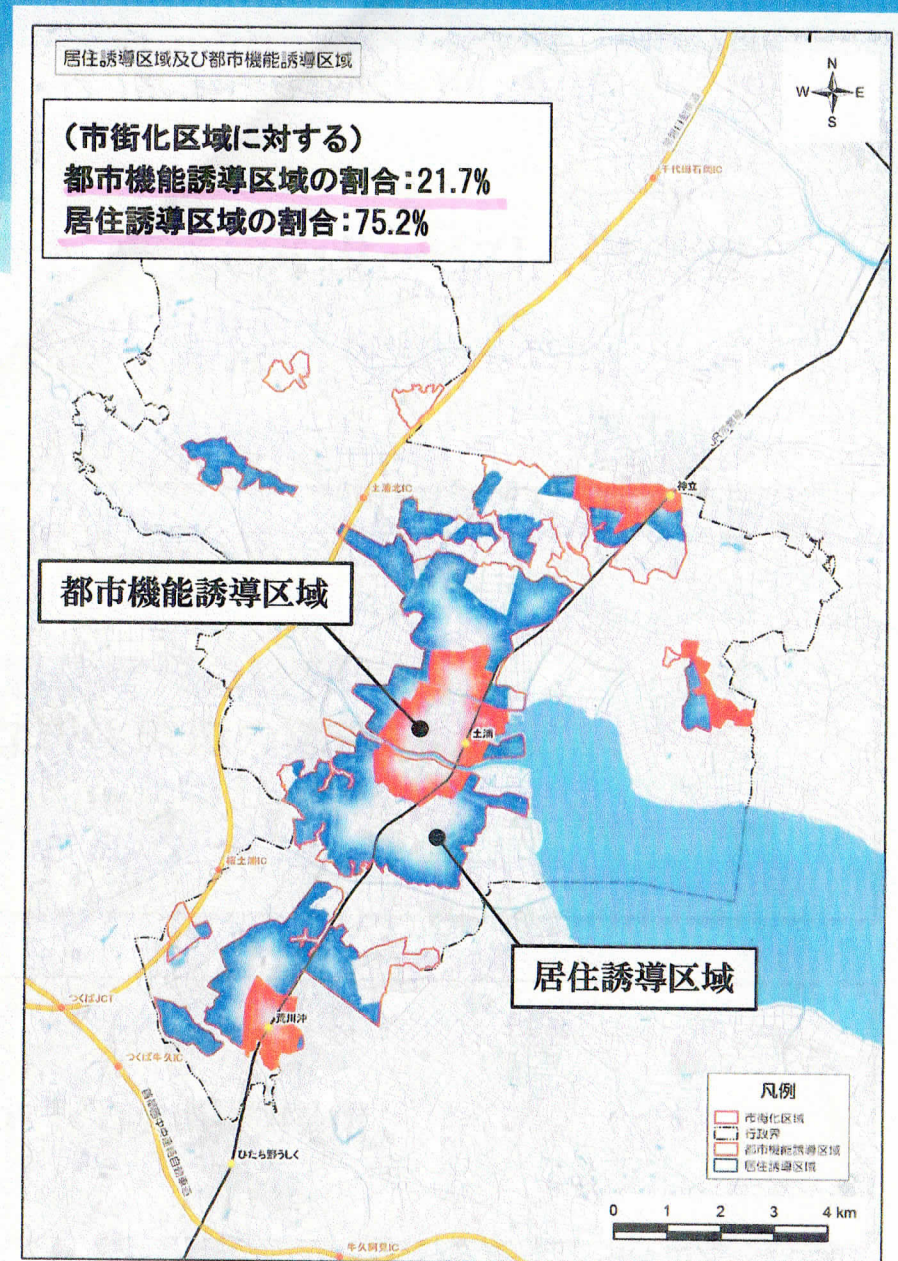 居住誘導区域及び都市機能誘導区域
(市街化区域に対する)
都市機能誘導区域の割合:21.7%
居住誘導区域の割合:75.2%
N
W E
S
千代田石岡IC
JR常磐線
神立
土浦北IC
都市機能誘導区域
土浦
桜土浦IC
居住誘導区域
つくばJCT
荒川沖
つくば牛久IC
ひたち野うしく
牛久阿見IC
凡例
市街化区域
行政界
都市機能誘導区域
居住誘導区域
0 1 2 3 4 km